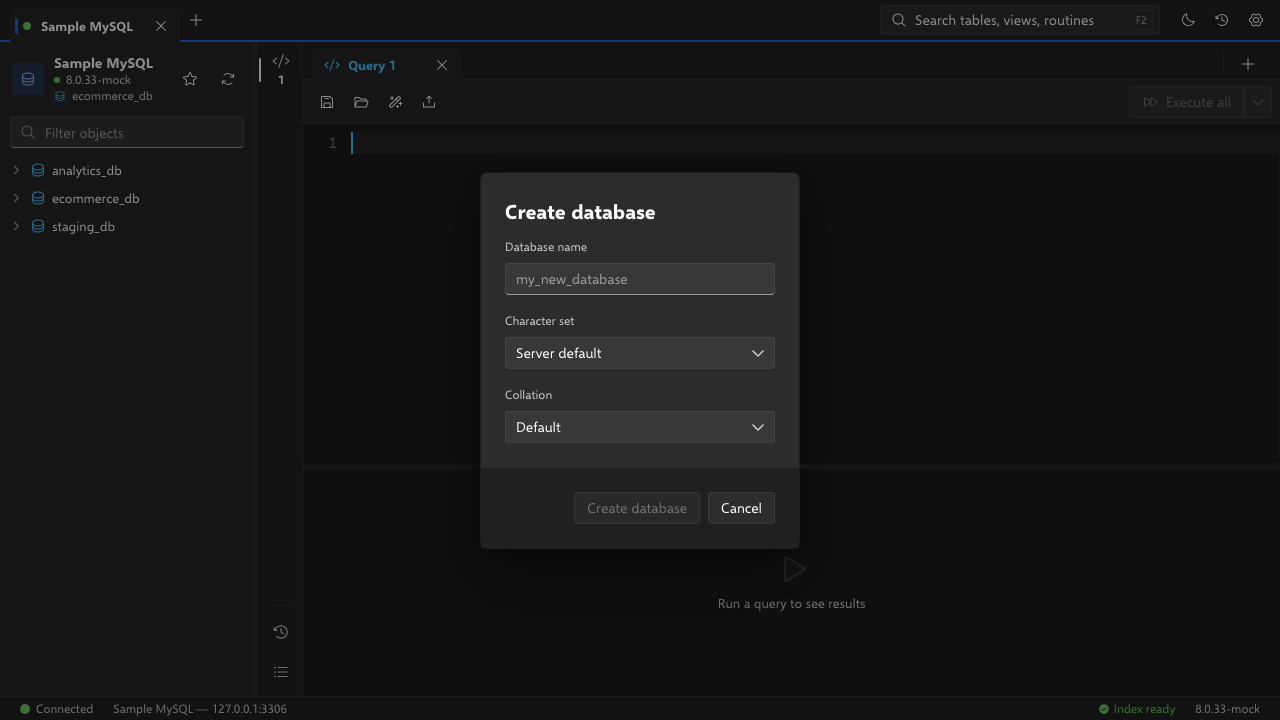 Sample MySQL
Search tables, views, routines
F2
Sample MySQL
8.0.33-mock
ecommerce_db
Filter objects
analytics_db
ecommerce_db
staging_db
1
Query 1
Execute all
1
Create database
Database name
my_new_database
Character set
Server default
Collation
Default
Create database
Cancel
Run a query to see results
Connected
Sample MySQL — 127.0.0.1:3306
Index ready
8.0.33-mock